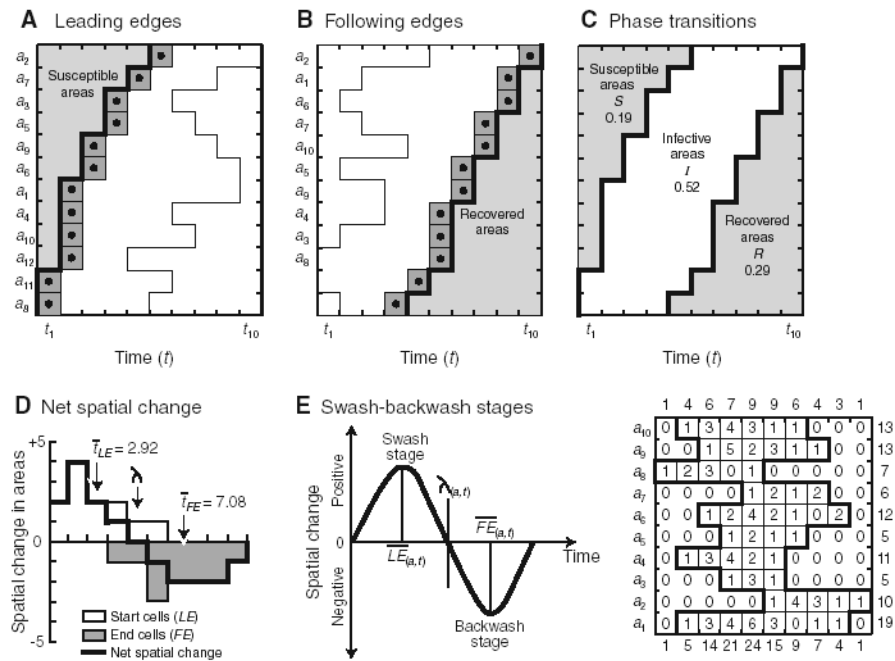 A Leading edges
a2
a7
a3
a5
a9
a6
a1
a4
a10
a12
a11
a8
Susceptible
areas
t1 t10
Time (t)
B Following edges
a2
a1
a6
a7
a10
a5
a9
a4
a3
a8
Recovered
areas
t1 t10
Time (t)
C Phase transitions
Susceptible
areas
S
0.19
Infective
areas
I
0.52
Recovered
areas
R
0.29
t1 t10
Time (t)
D Net spatial change
+5
0
-5
Spatial change in areas
t̄LE = 2.92
t̄FE = 7.08
Start cells (LE)
End cells (FE)
Net spatial change
E Swash-backwash stages
Spatial change
Positive
0
Negative
Swash
stage
(a,t)
LE(a,t)
FE(a,t)
Time
Backwash
stage
1 4 6 7 9 9 6 4 3 1
a10 0 1 3 4 3 1 1 0 0 0 13
a9 0 0 1 5 2 3 1 1 0 0 13
a8 1 2 3 0 1 0 0 0 0 0 7
a7 0 0 0 0 1 2 1 2 0 0 6
a6 0 0 1 2 4 2 1 0 2 0 12
a5 0 0 0 1 2 1 1 0 0 0 5
a4 0 1 3 4 2 1 0 0 0 0 11
a3 0 0 0 1 3 1 0 0 0 0 5
a2 0 0 0 0 0 1 4 3 1 1 10
a1 0 1 3 4 6 3 0 1 1 0 19
1 5 14 21 24 15 9 7 4 1